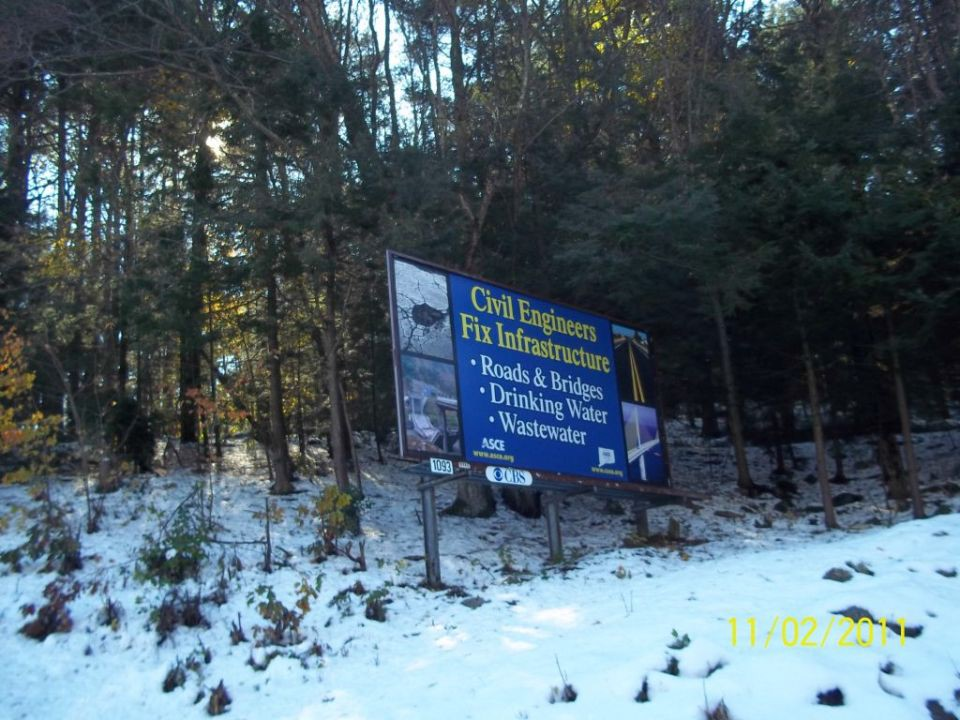 Civil Engineers
Fix Infrastructure
• Roads & Bridges
• Drinking Water
• Wastewater
ASCE
www.asce.org
1093
CBS
11/02/2011